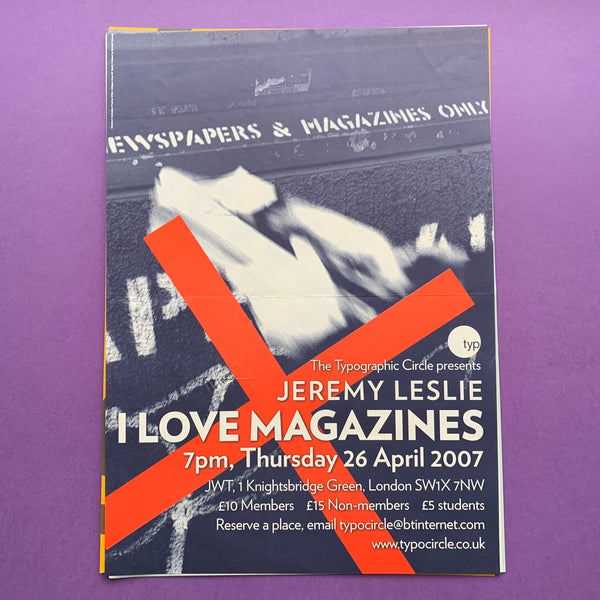 EWSPAPERS & MAGAZINES ONLY
typ
The Typographic Circle presents
JEREMY LESLIE
I LOVE MAGAZINES
7pm, Thursday 26 April 2007
JWT, 1 Knightsbridge Green, London SW1X 7NW
£10 Members £15 Non-members £5 students
Reserve a place, email typocircle@btinternet.com
www.typocircle.co.uk